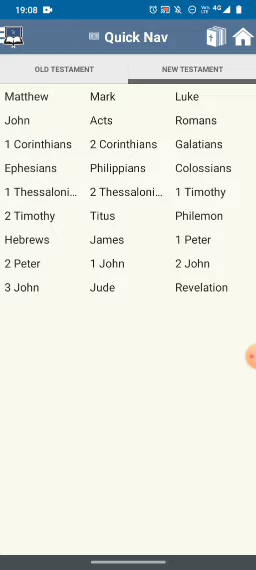 19:08 4G
Quick Nav
OLD TESTAMENT NEW TESTAMENT
Matthew Mark Luke
John Acts Romans
1 Corinthians 2 Corinthians Galatians
Ephesians Philippians Colossians
1 Thessaloni... 2 Thessaloni... 1 Timothy
2 Timothy Titus Philemon
Hebrews James 1 Peter
2 Peter 1 John 2 John
3 John Jude Revelation